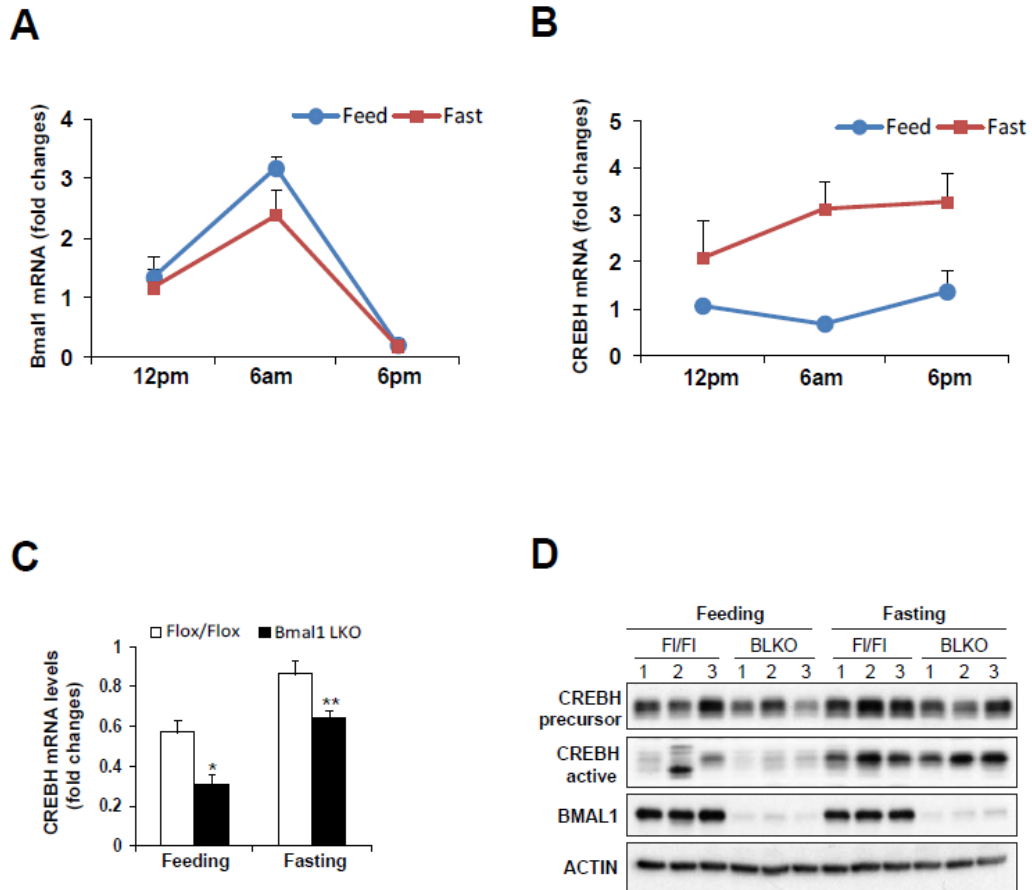 A
Feed Fast
Bmal1 mRNA (fold changes)
4
3
2
1
0
12pm 6am 6pm
B
Feed Fast
CREBH mRNA (fold changes)
5
4
3
2
1
0
12pm 6am 6pm
C
Flox/Flox Bmal1 LKO
CREBH mRNA levels
(fold changes)
1
0.8
0.6
0.4
0.2
0
* **
Feeding Fasting
D
Feeding Fasting
Fl/Fl BLKO Fl/Fl BLKO
1 2 3 1 2 3 1 2 3 1 2 3
CREBH
precursor
CREBH
active
BMAL1
ACTIN